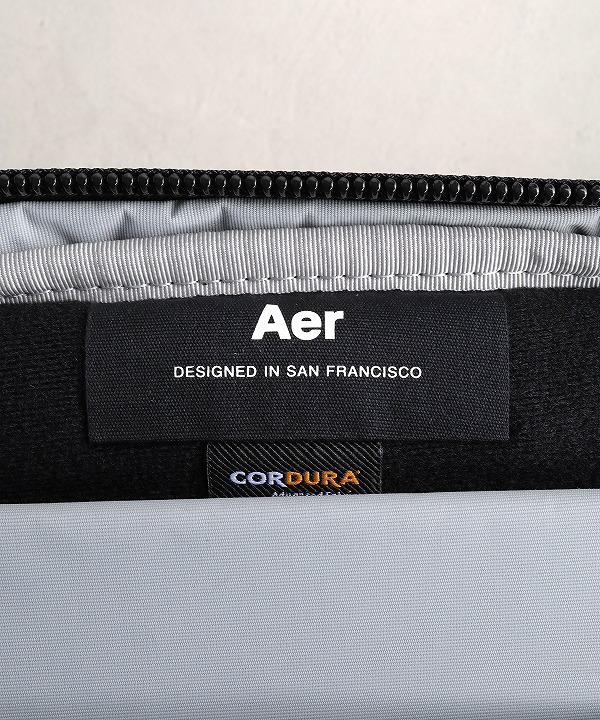 Aer
DESIGNED IN SAN FRANCISCO
CORDURA